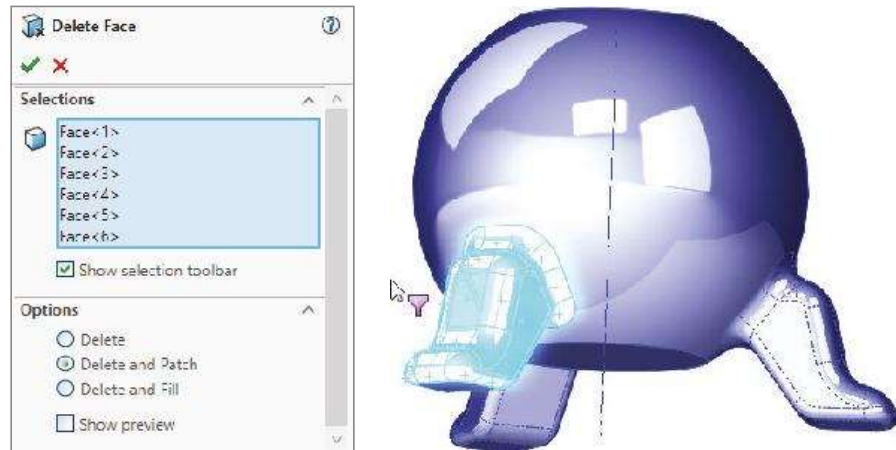 Delete Face
Selections
Face<1>
Face<2>
Face<3>
Face<4>
Face<5>
Face<6>
Show selection toolbar
Options
Delete
Delete and Patch
Delete and Fill
Show preview